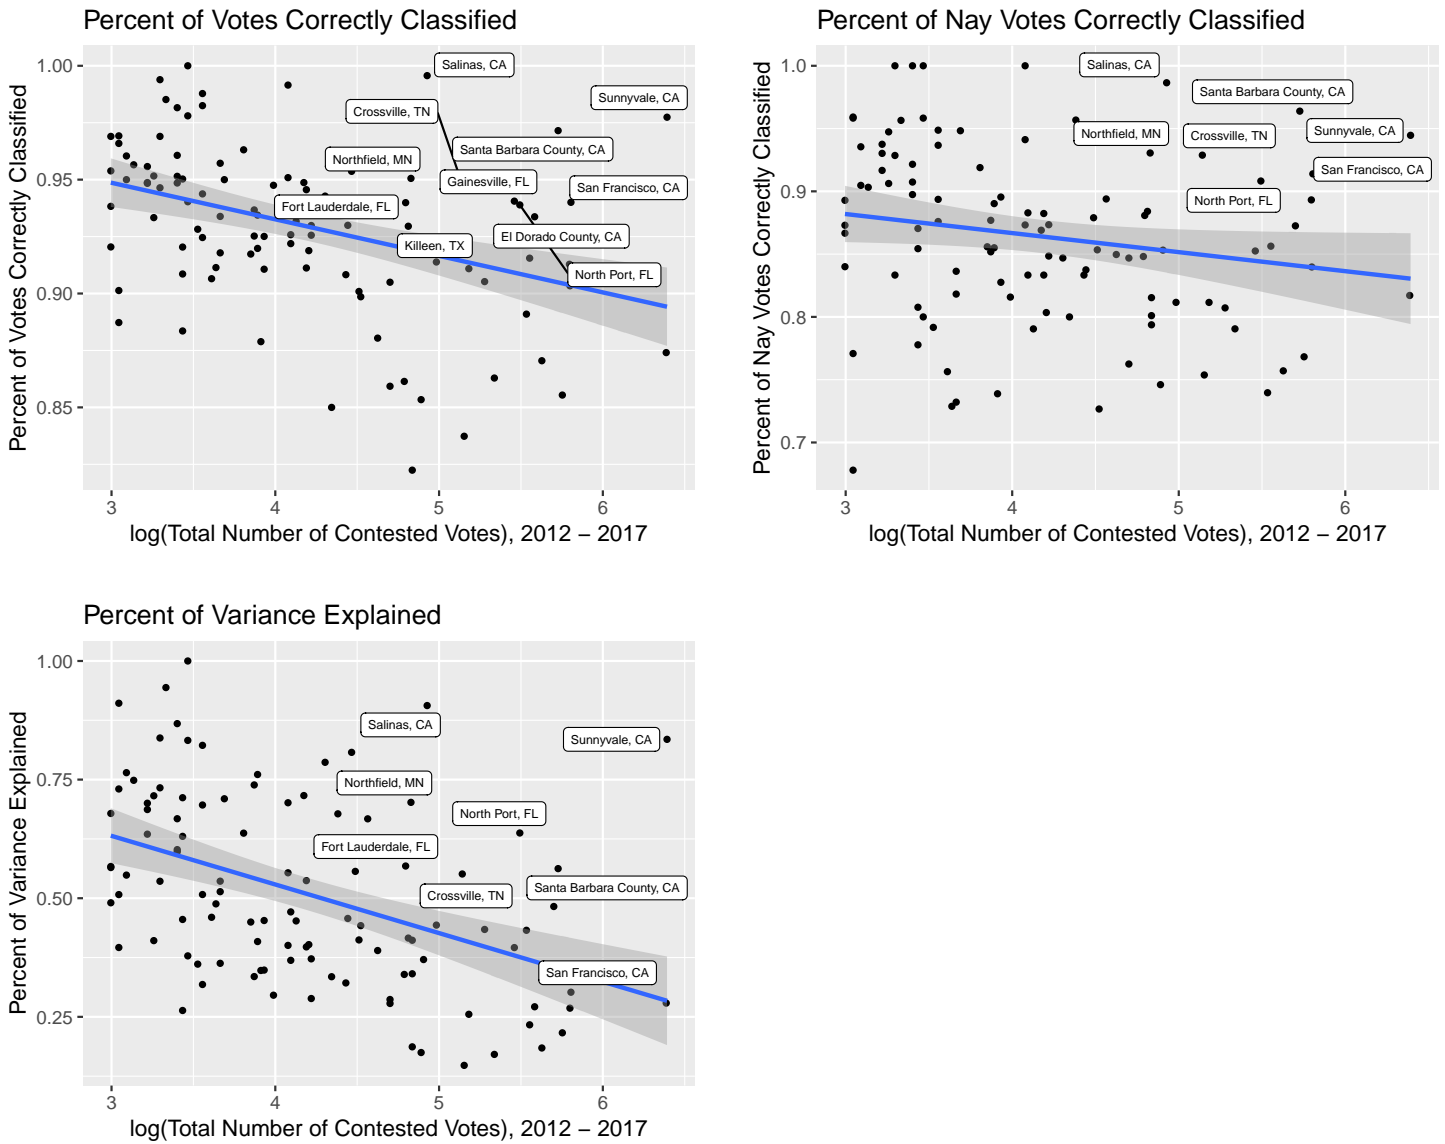 Percent of Votes Correctly Classified
Percent of Votes Correctly Classified
1.00
0.95
0.90
0.85
Salinas, CA
Sunnyvale, CA
Crossville, TN
Santa Barbara County, CA
Northfield, MN
Gainesville, FL
San Francisco, CA
Fort Lauderdale, FL
El Dorado County, CA
Killeen, TX
North Port, FL
3 4 5 6
log(Total Number of Contested Votes), 2012 − 2017
Percent of Nay Votes Correctly Classified
Percent of Nay Votes Correctly Classified
1.0
0.9
0.8
0.7
Salinas, CA
Santa Barbara County, CA
Northfield, MN
Crossville, TN
Sunnyvale, CA
San Francisco, CA
North Port, FL
3 4 5 6
log(Total Number of Contested Votes), 2012 − 2017
Percent of Variance Explained
Percent of Variance Explained
1.00
0.75
0.50
0.25
Salinas, CA
Sunnyvale, CA
Northfield, MN
North Port, FL
Fort Lauderdale, FL
Santa Barbara County, CA
Crossville, TN
San Francisco, CA
3 4 5 6
log(Total Number of Contested Votes), 2012 − 2017